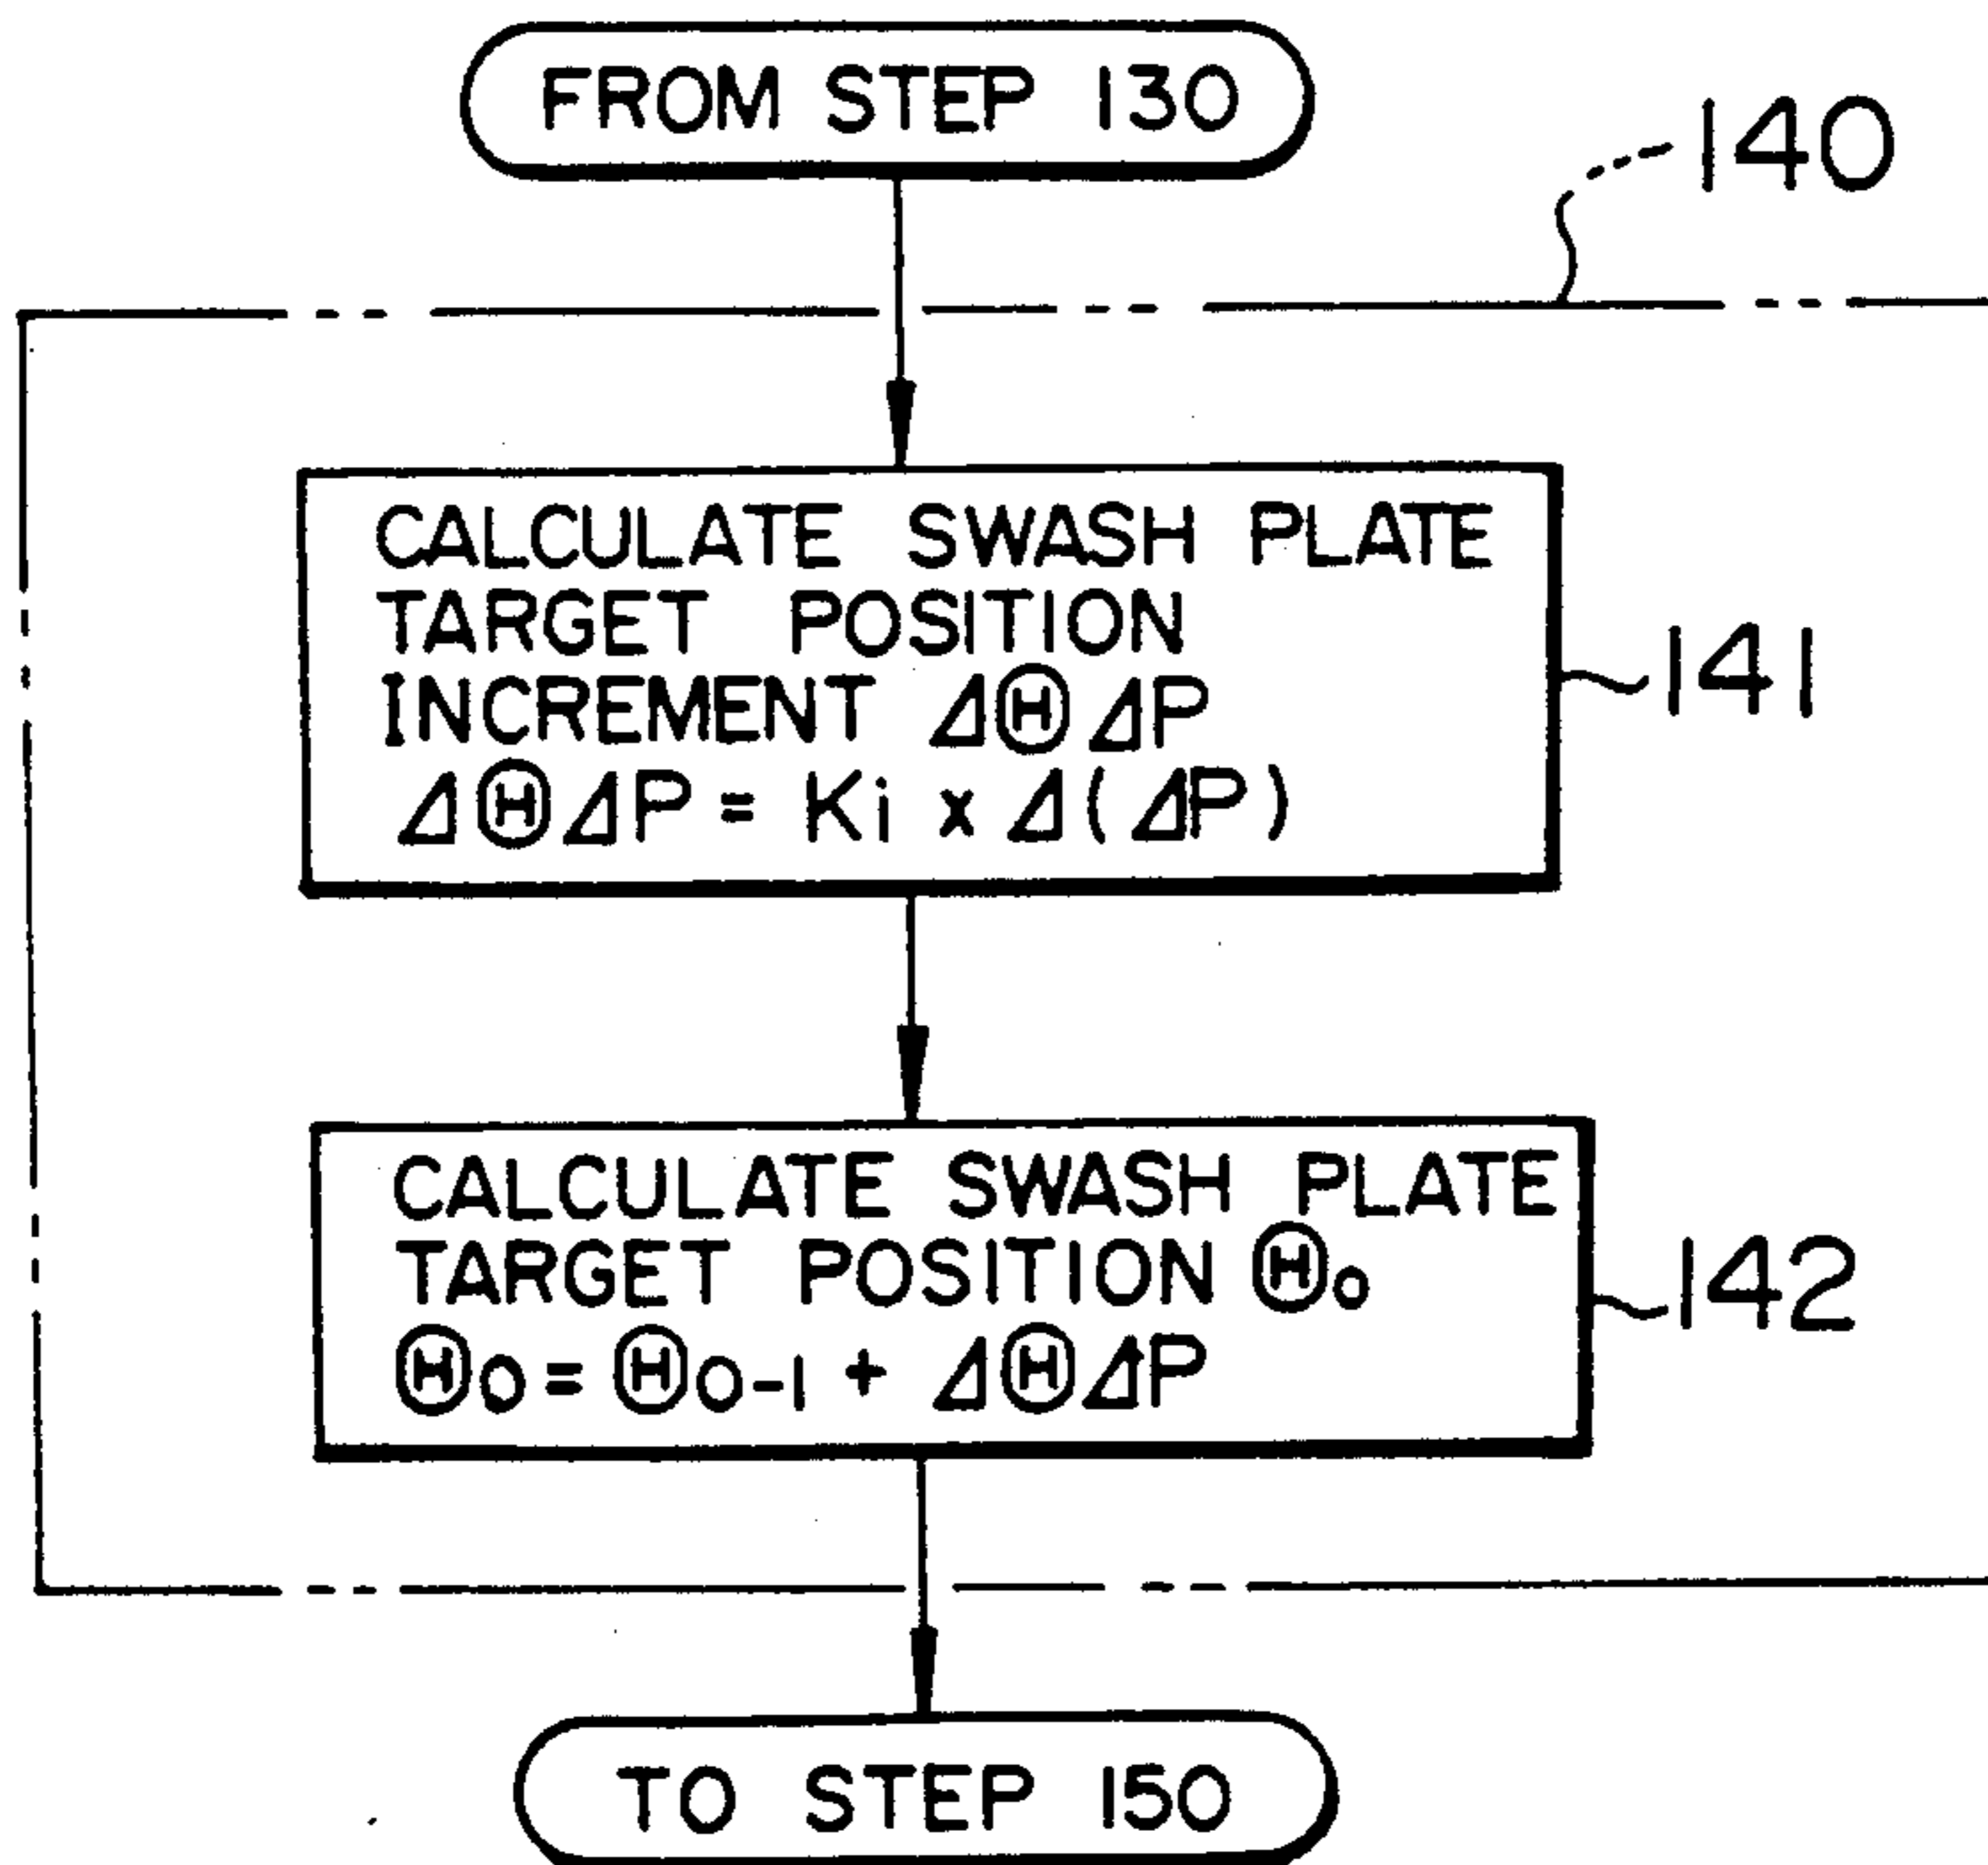 FROM STEP 130
140
CALCULATE SWASH PLATE
TARGET POSITION
INCREMENT ΔΘΔP
ΔΘΔP = Ki x Δ(ΔP)
141
CALCULATE SWASH PLATE
TARGET POSITION Θo
Θo = Θo-1 + ΔΘΔP
142
TO STEP 150